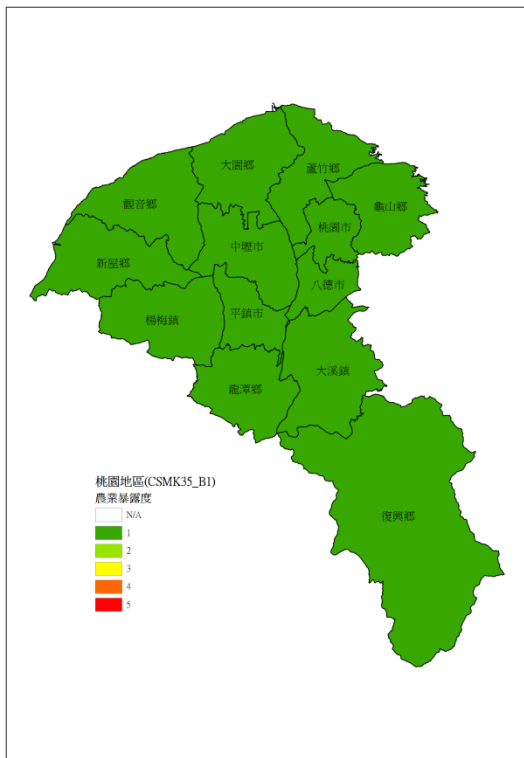 大園鄉
蘆竹鄉
觀音鄉
龜山鄉
桃園市
中壢市
新屋鄉
八德市
楊梅鎮
平鎮市
大溪鎮
龍潭鄉
復興鄉
桃園地區(CSMK35_B1)
農業暴露度
N/A
1
2
3
4
5